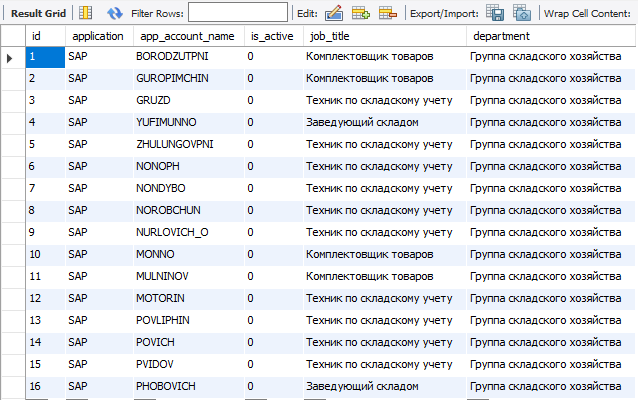 Result Grid Filter Rows: Edit: Export/Import: Wrap Cell Content:
id application app_account_name is_active job_title department
1 SAP BORODZUTPNI 0 Комплектовщик товаров Группа складского хозяйства
2 SAP GUROPIMCHIN 0 Комплектовщик товаров Группа складского хозяйства
3 SAP GRUZD 0 Техник по складскому учету Группа складского хозяйства
4 SAP YUFIMUNNO 0 Заведующий складом Группа складского хозяйства
5 SAP ZHULUNGOVPNI 0 Техник по складскому учету Группа складского хозяйства
6 SAP NONOPH 0 Техник по складскому учету Группа складского хозяйства
7 SAP NONDYBO 0 Техник по складскому учету Группа складского хозяйства
8 SAP NOROBCHUN 0 Техник по складскому учету Группа складского хозяйства
9 SAP NURLOVICH_O 0 Техник по складскому учету Группа складского хозяйства
10 SAP MONNO 0 Комплектовщик товаров Группа складского хозяйства
11 SAP MULNINOV 0 Комплектовщик товаров Группа складского хозяйства
12 SAP MOTORIN 0 Техник по складскому учету Группа складского хозяйства
13 SAP POVLIPHIN 0 Техник по складскому учету Группа складского хозяйства
14 SAP POVICH 0 Техник по складскому учету Группа складского хозяйства
15 SAP PVIDOV 0 Техник по складскому учету Группа складского хозяйства
16 SAP PHOBOVICH 0 Заведующий складом Группа складского хозяйства